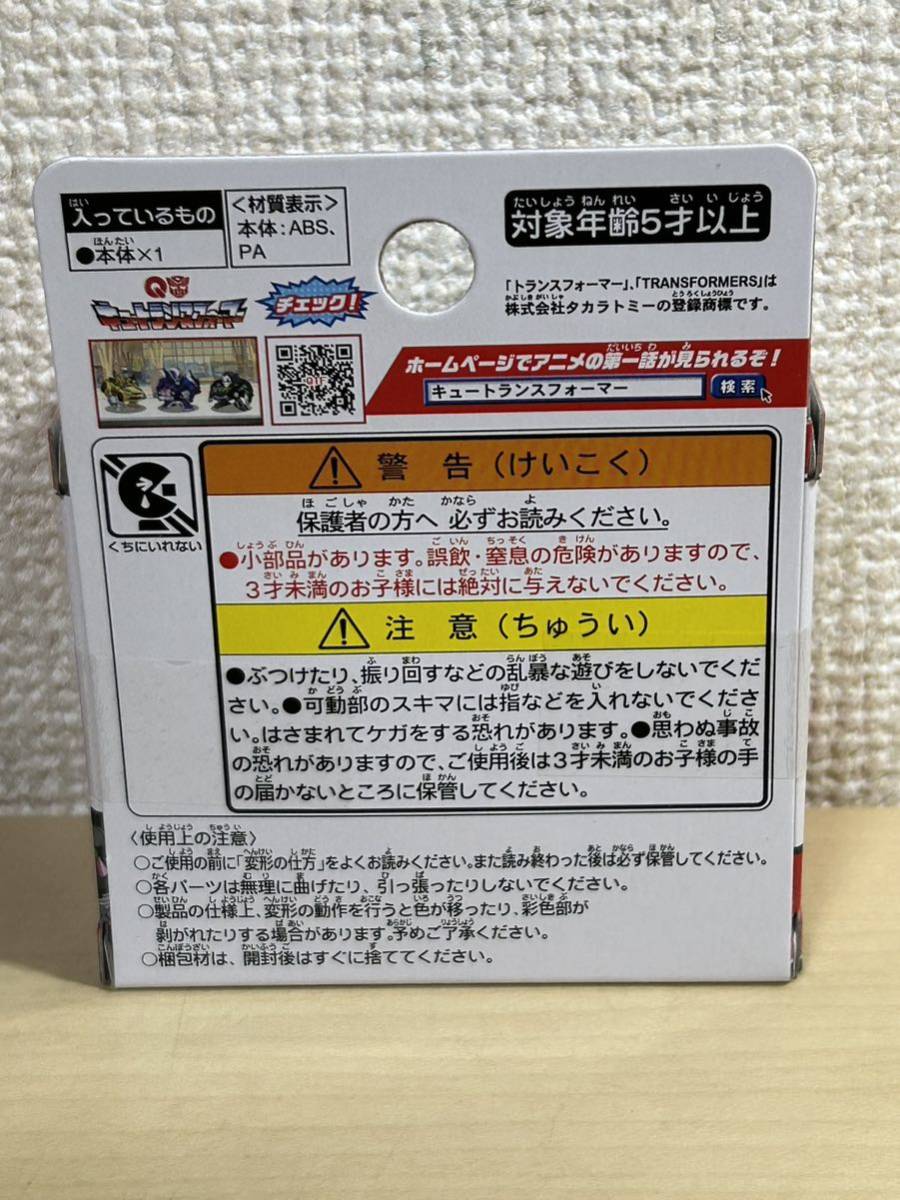 入っているもの
●本体×1
<材質表示>
本体:ABS、
PA
対象年齢5才以上
「トランスフォーマー」、「TRANSFORMERS」は
株式会社タカラトミーの登録商標です。
Q
キュートランスフォーマー
チェック!
QTF
ホームページでアニメの第一話が見られるぞ!
キュートランスフォーマー
検索
くちにいれない
警 告(けいこく)
保護者の方へ 必ずお読みください。
●小部品があります。誤飲・窒息の危険がありますので、
3才未満のお子様には絶対に与えないでください。
注 意(ちゅうい)
●ぶつけたり、振り回すなどの乱暴な遊びをしないでくだ
さい。●可動部のスキマには指などを入れないでくださ
い。はさまれてケガをする恐れがあります。●思わぬ事故
の恐れがありますので、ご使用後は3才未満のお子様の手
の届かないところに保管してください。
〈使用上の注意〉
○ご使用の前に「変形の仕方」をよくお読みください。また読み終わった後は必ず保管してください。
○各パーツは無理に曲げたり、引っ張ったりしないでください。
○製品の仕様上、変形の動作を行うと色が移ったり、彩色部が
剥がれたりする場合があります。予めご了承ください。
○梱包材は、開封後はすぐに捨ててください。